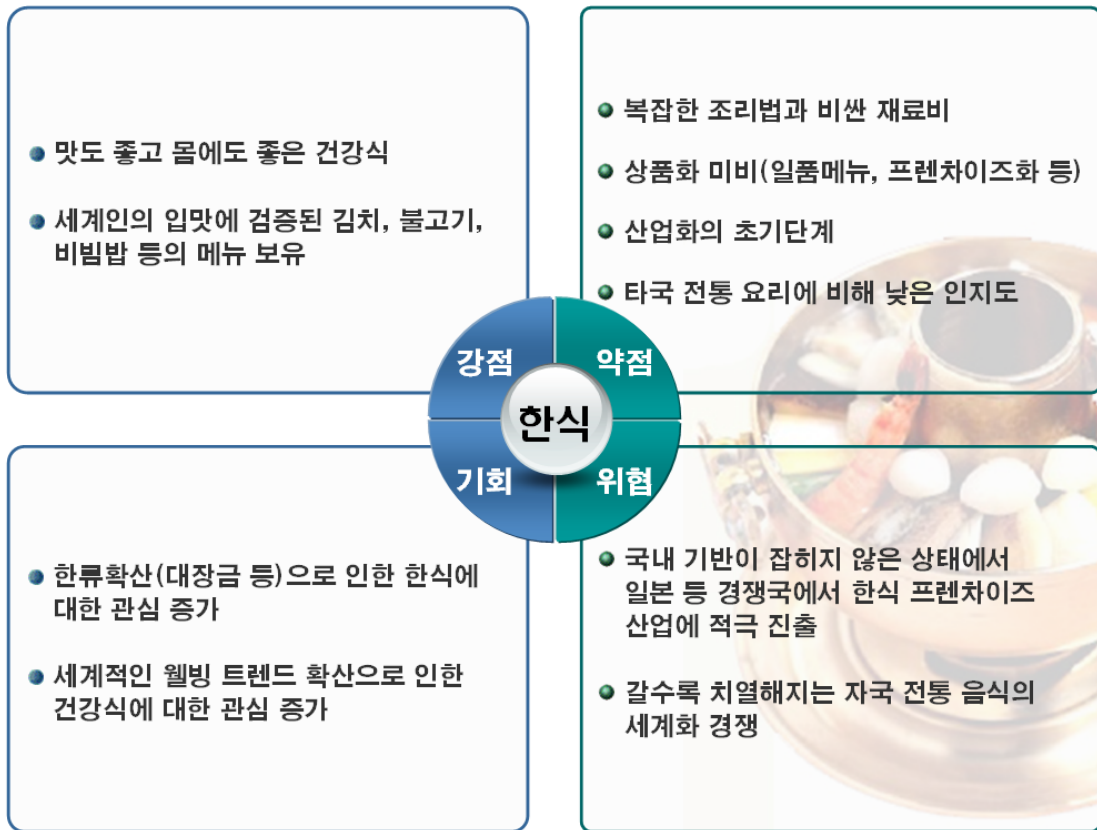 맛도 좋고 몸에도 좋은 건강식
세계인의 입맛에 검증된 김치, 불고기,
비빔밥 등의 메뉴 보유
복잡한 조리법과 비싼 재료비
상품화 미비(일품메뉴, 프렌차이즈화 등)
산업화의 초기단계
타국 전통 요리에 비해 낮은 인지도
강점
약점
한식
기회
위협
한류확산(대장금 등)으로 인한 한식에
대한 관심 증가
세계적인 웰빙 트렌드 확산으로 인한
건강식에 대한 관심 증가
국내 기반이 잡히지 않은 상태에서
일본 등 경쟁국에서 한식 프렌차이즈
산업에 적극 진출
갈수록 치열해지는 자국 전통 음식의
세계화 경쟁